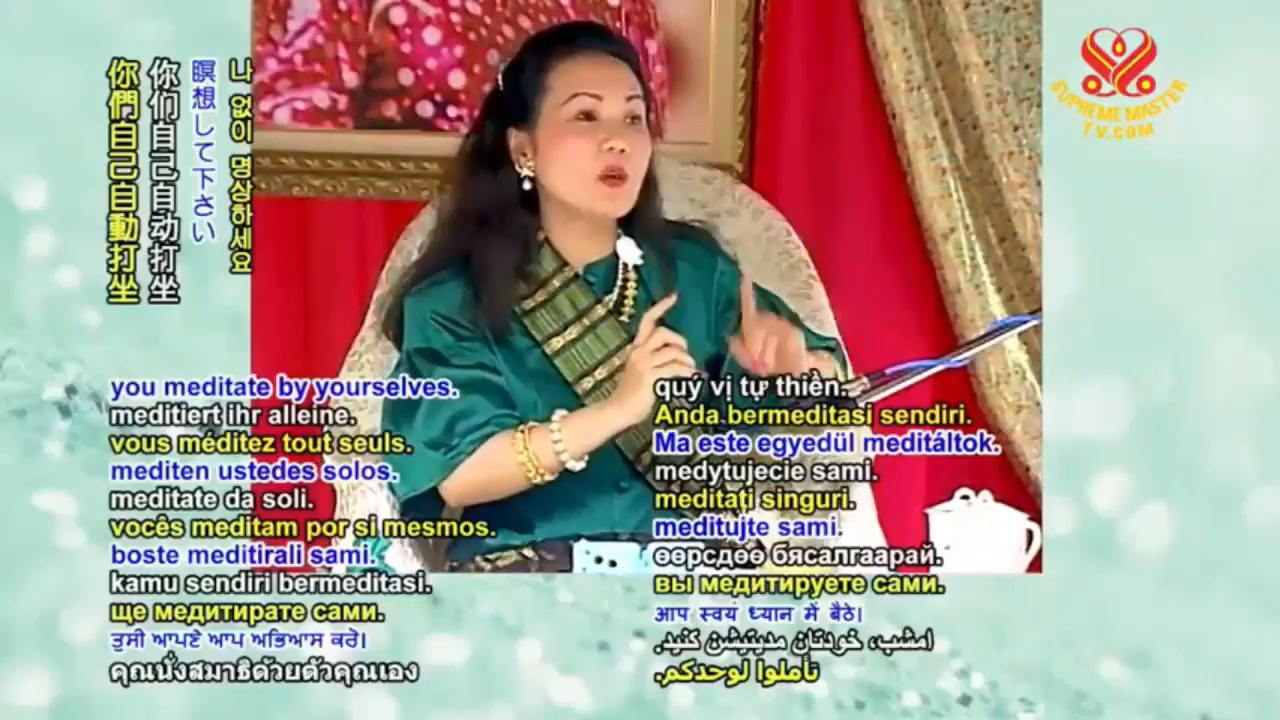 你們自己自動打坐
你们自己自动打坐
瞑想して下さい
나 없이 명상하세요
SUPREME MASTER
TV.COM
you meditate by yourselves.
meditiert ihr alleine.
vous méditez tout seuls.
mediten ustedes solos.
meditate da soli.
vocês meditam por si mesmos.
boste meditirali sami.
kamu sendiri bermeditasi.
ще медитирате сами.
ਤੁਸੀ ਆਪਣੇ ਆਪ ਅਭਿਆਸ ਕਰੋ।
คุณนั่งสมาธิด้วยตัวคุณเอง
quý vị tự thiền.
Anda bermeditasi sendiri.
Ma este egyedül meditáltok.
medytujecie sami.
meditați singuri.
meditujte sami.
өөрсдөө бясалгаарай.
вы медитируете сами.
आप स्वयं ध्यान में बैठे।
امشب، خودتان مدیتیشن کنید.
تأملوا لوحدكم.